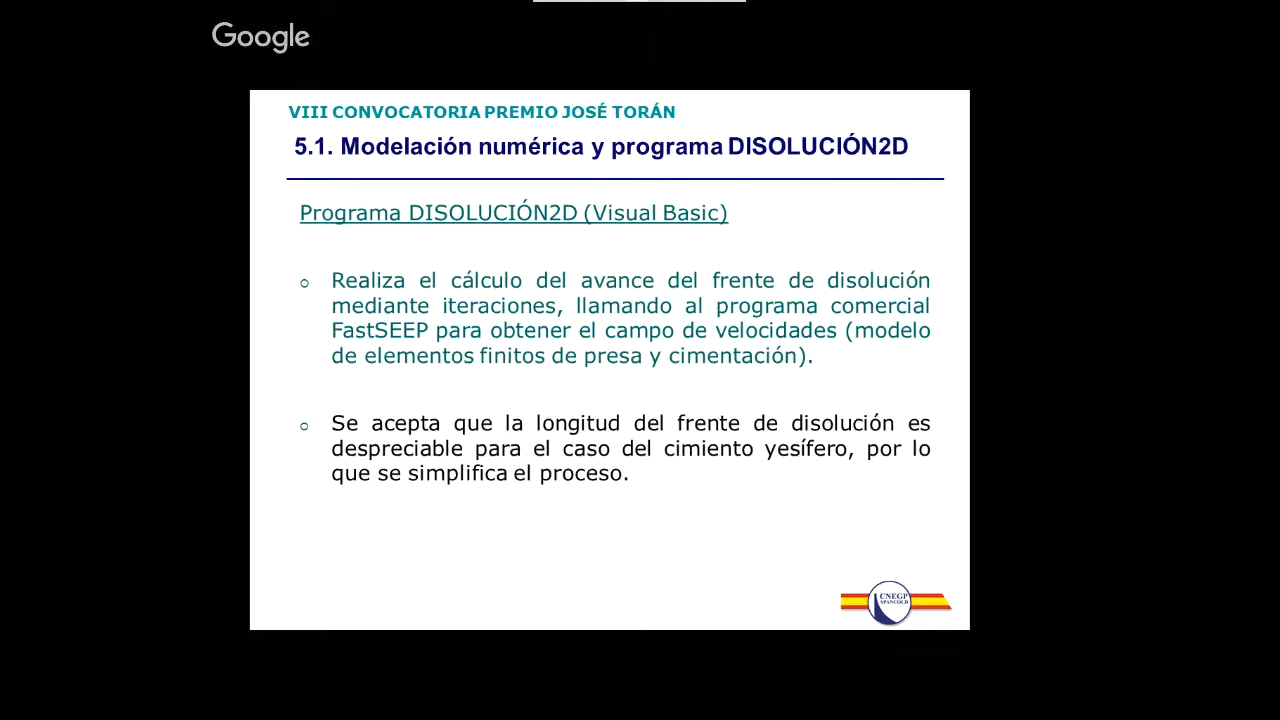 Google
VIII CONVOCATORIA PREMIO JOSÉ TORÁN
5.1. Modelación numérica y programa DISOLUCIÓN2D
Programa DISOLUCIÓN2D (Visual Basic)
Realiza el cálculo del avance del frente de disolución
mediante iteraciones, llamando al programa comercial
FastSEEP para obtener el campo de velocidades (modelo
de elementos finitos de presa y cimentación).
Se acepta que la longitud del frente de disolución es
despreciable para el caso del cimiento yesífero, por lo
que se simplifica el proceso.
CNEGP
SPANCOLD